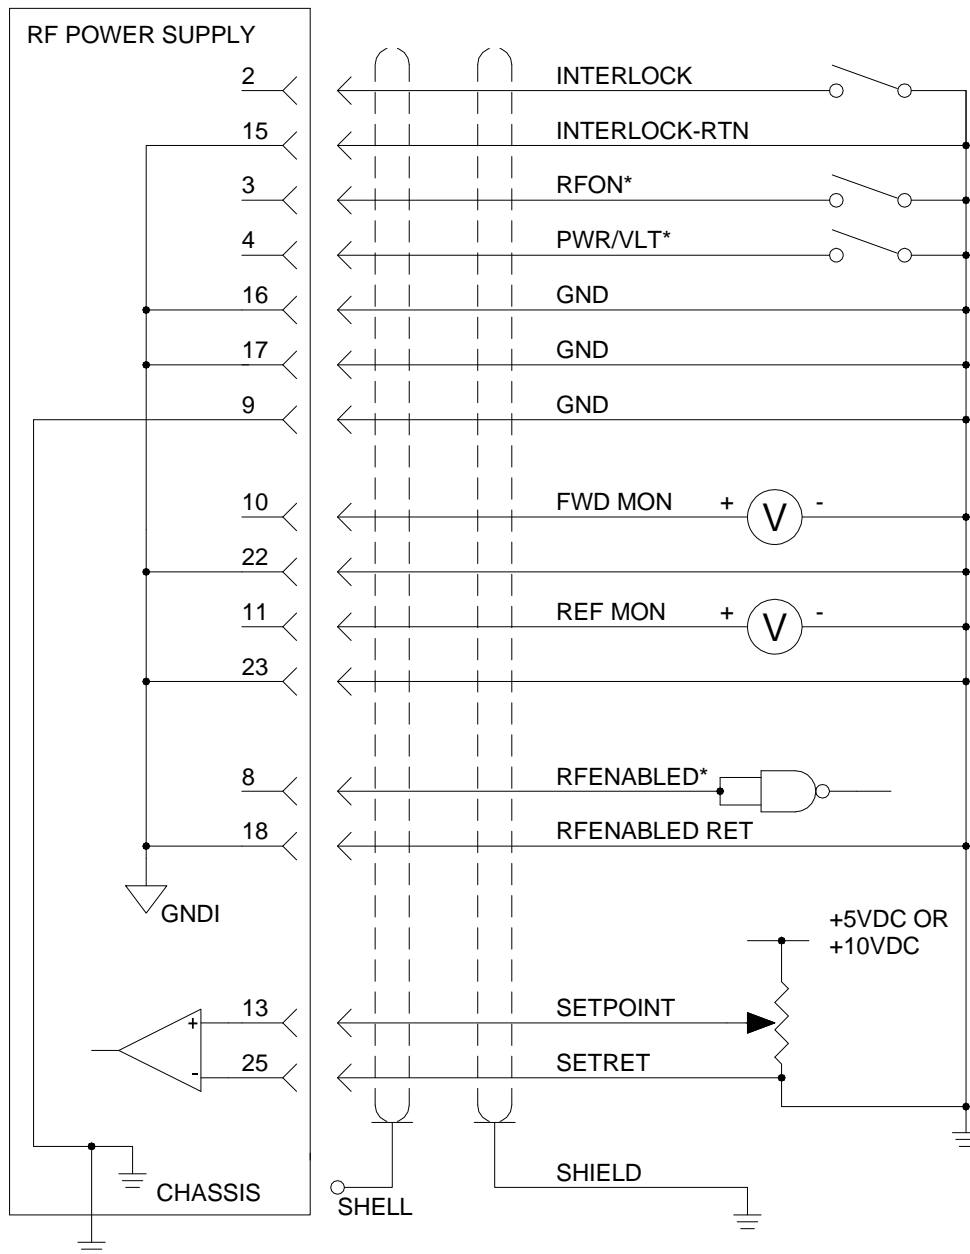 RF POWER SUPPLY
2 INTERLOCK
15 INTERLOCK-RTN
3 RFON*
4 PWR/VLT*
16 GND
17 GND
9 GND
10 FWD MON + V -
22
11 REF MON + V -
23
8 RFENABLED*
18 RFENABLED RET
GNDI
+5VDC OR
+10VDC
13 SETPOINT
+
25 SETRET
-
CHASSIS
SHELL
SHIELD